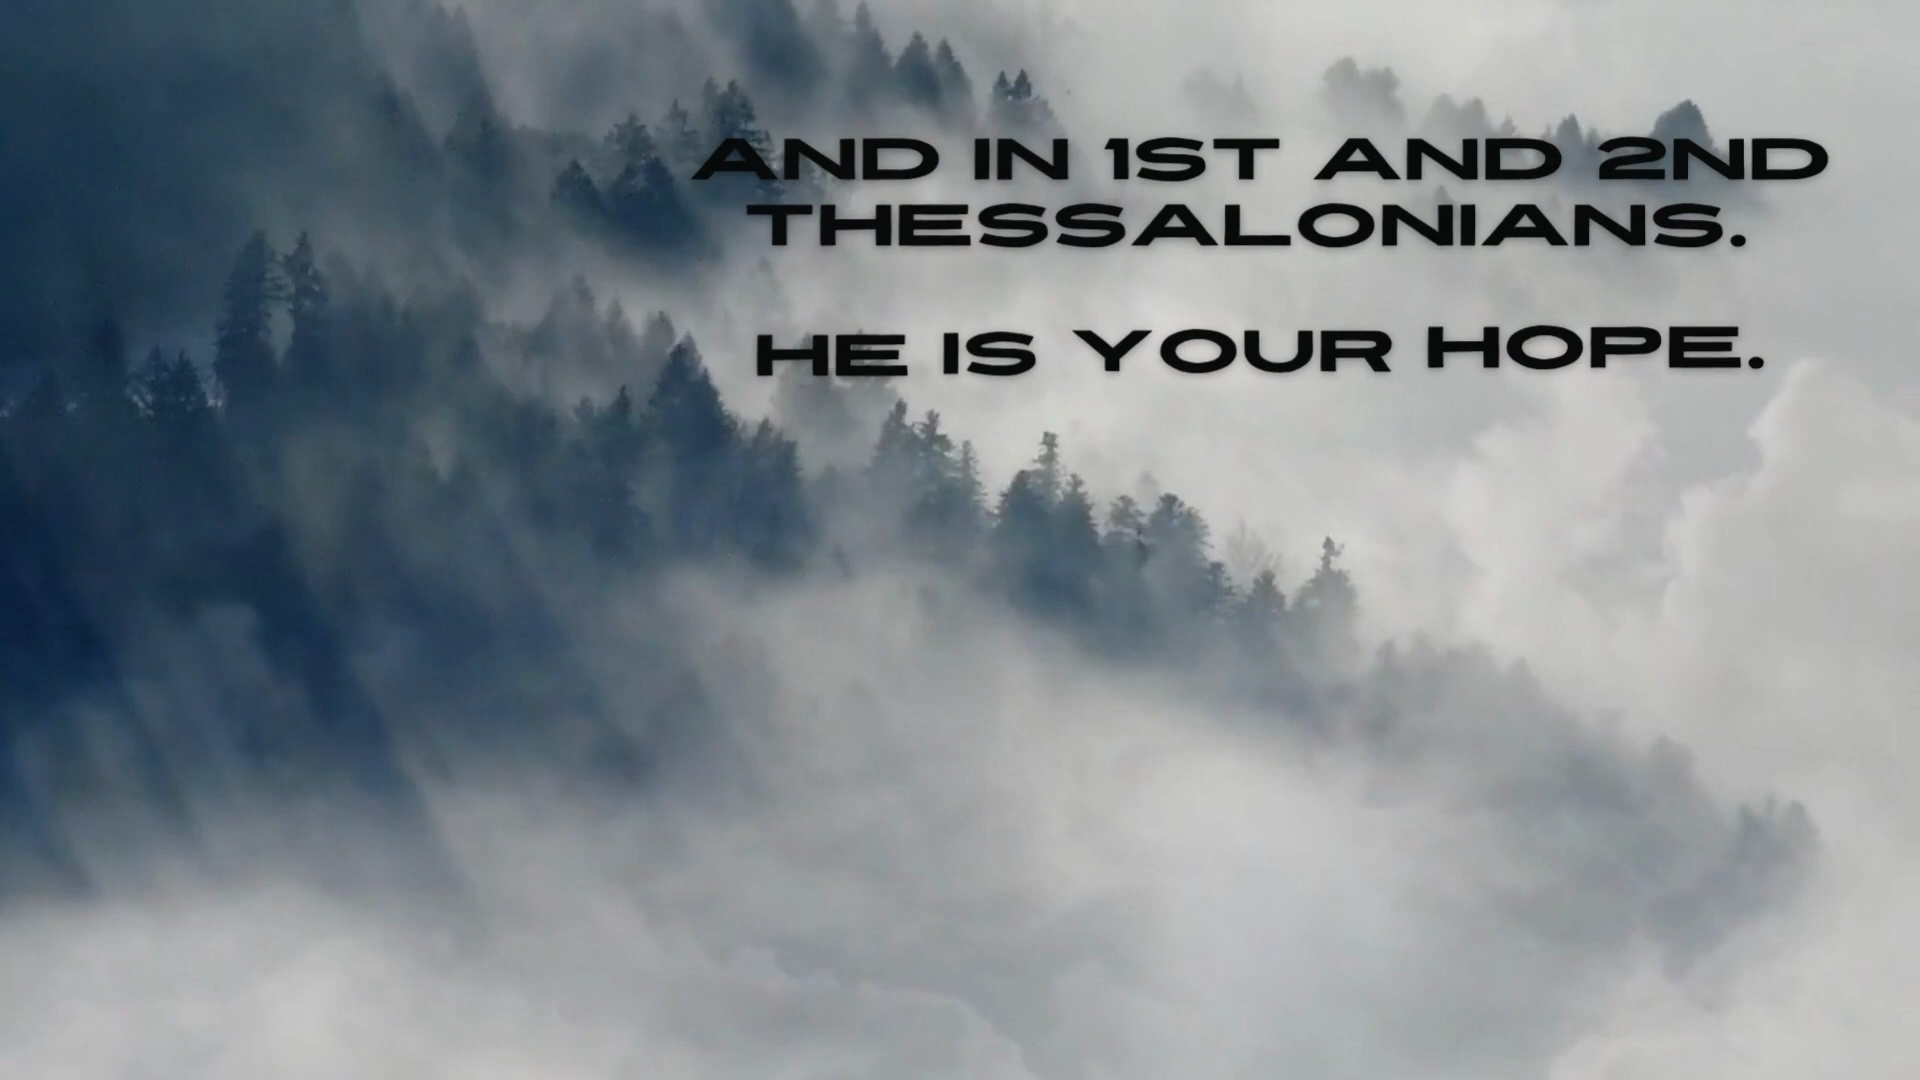 AND IN 1ST AND 2ND
THESSALONIANS.
HE IS YOUR HOPE.